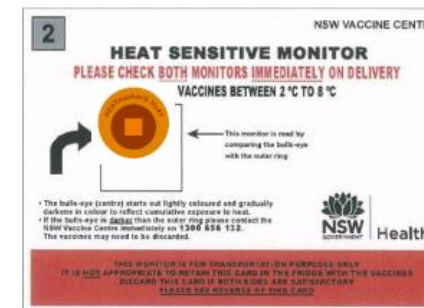 NSW VACCINE CENTR
2
HEAT SENSITIVE MONITOR
PLEASE CHECK BOTH MONITORS IMMEDIATELY ON DELIVERY
VACCINES BETWEEN 2 °C TO 8 °C
HEATmarker
This monitor is read by
comparing the bulls-eye
with the outer ring
• The bulls-eye (centre) starts out lightly coloured and gradually
darkens in colour to reflect cumulative exposure to heat.
• If the bulls-eye is darker than the outer ring please contact the
NSW Vaccine Centre immediately on 1300 656 132.
The vaccines may need to be discarded.
NSW
GOVERNMENT
Health
THIS MONITOR IS FOR TRANSPORTATION PURPOSES ONLY
IT IS NOT APPROPRIATE TO RETAIN THIS CARD IN THE FRIDGE WITH THE VACCINES
DISCARD THIS CARD IF BOTH SIDES ARE SATISFACTORY
PLEASE SEE REVERSE OF THIS CARD